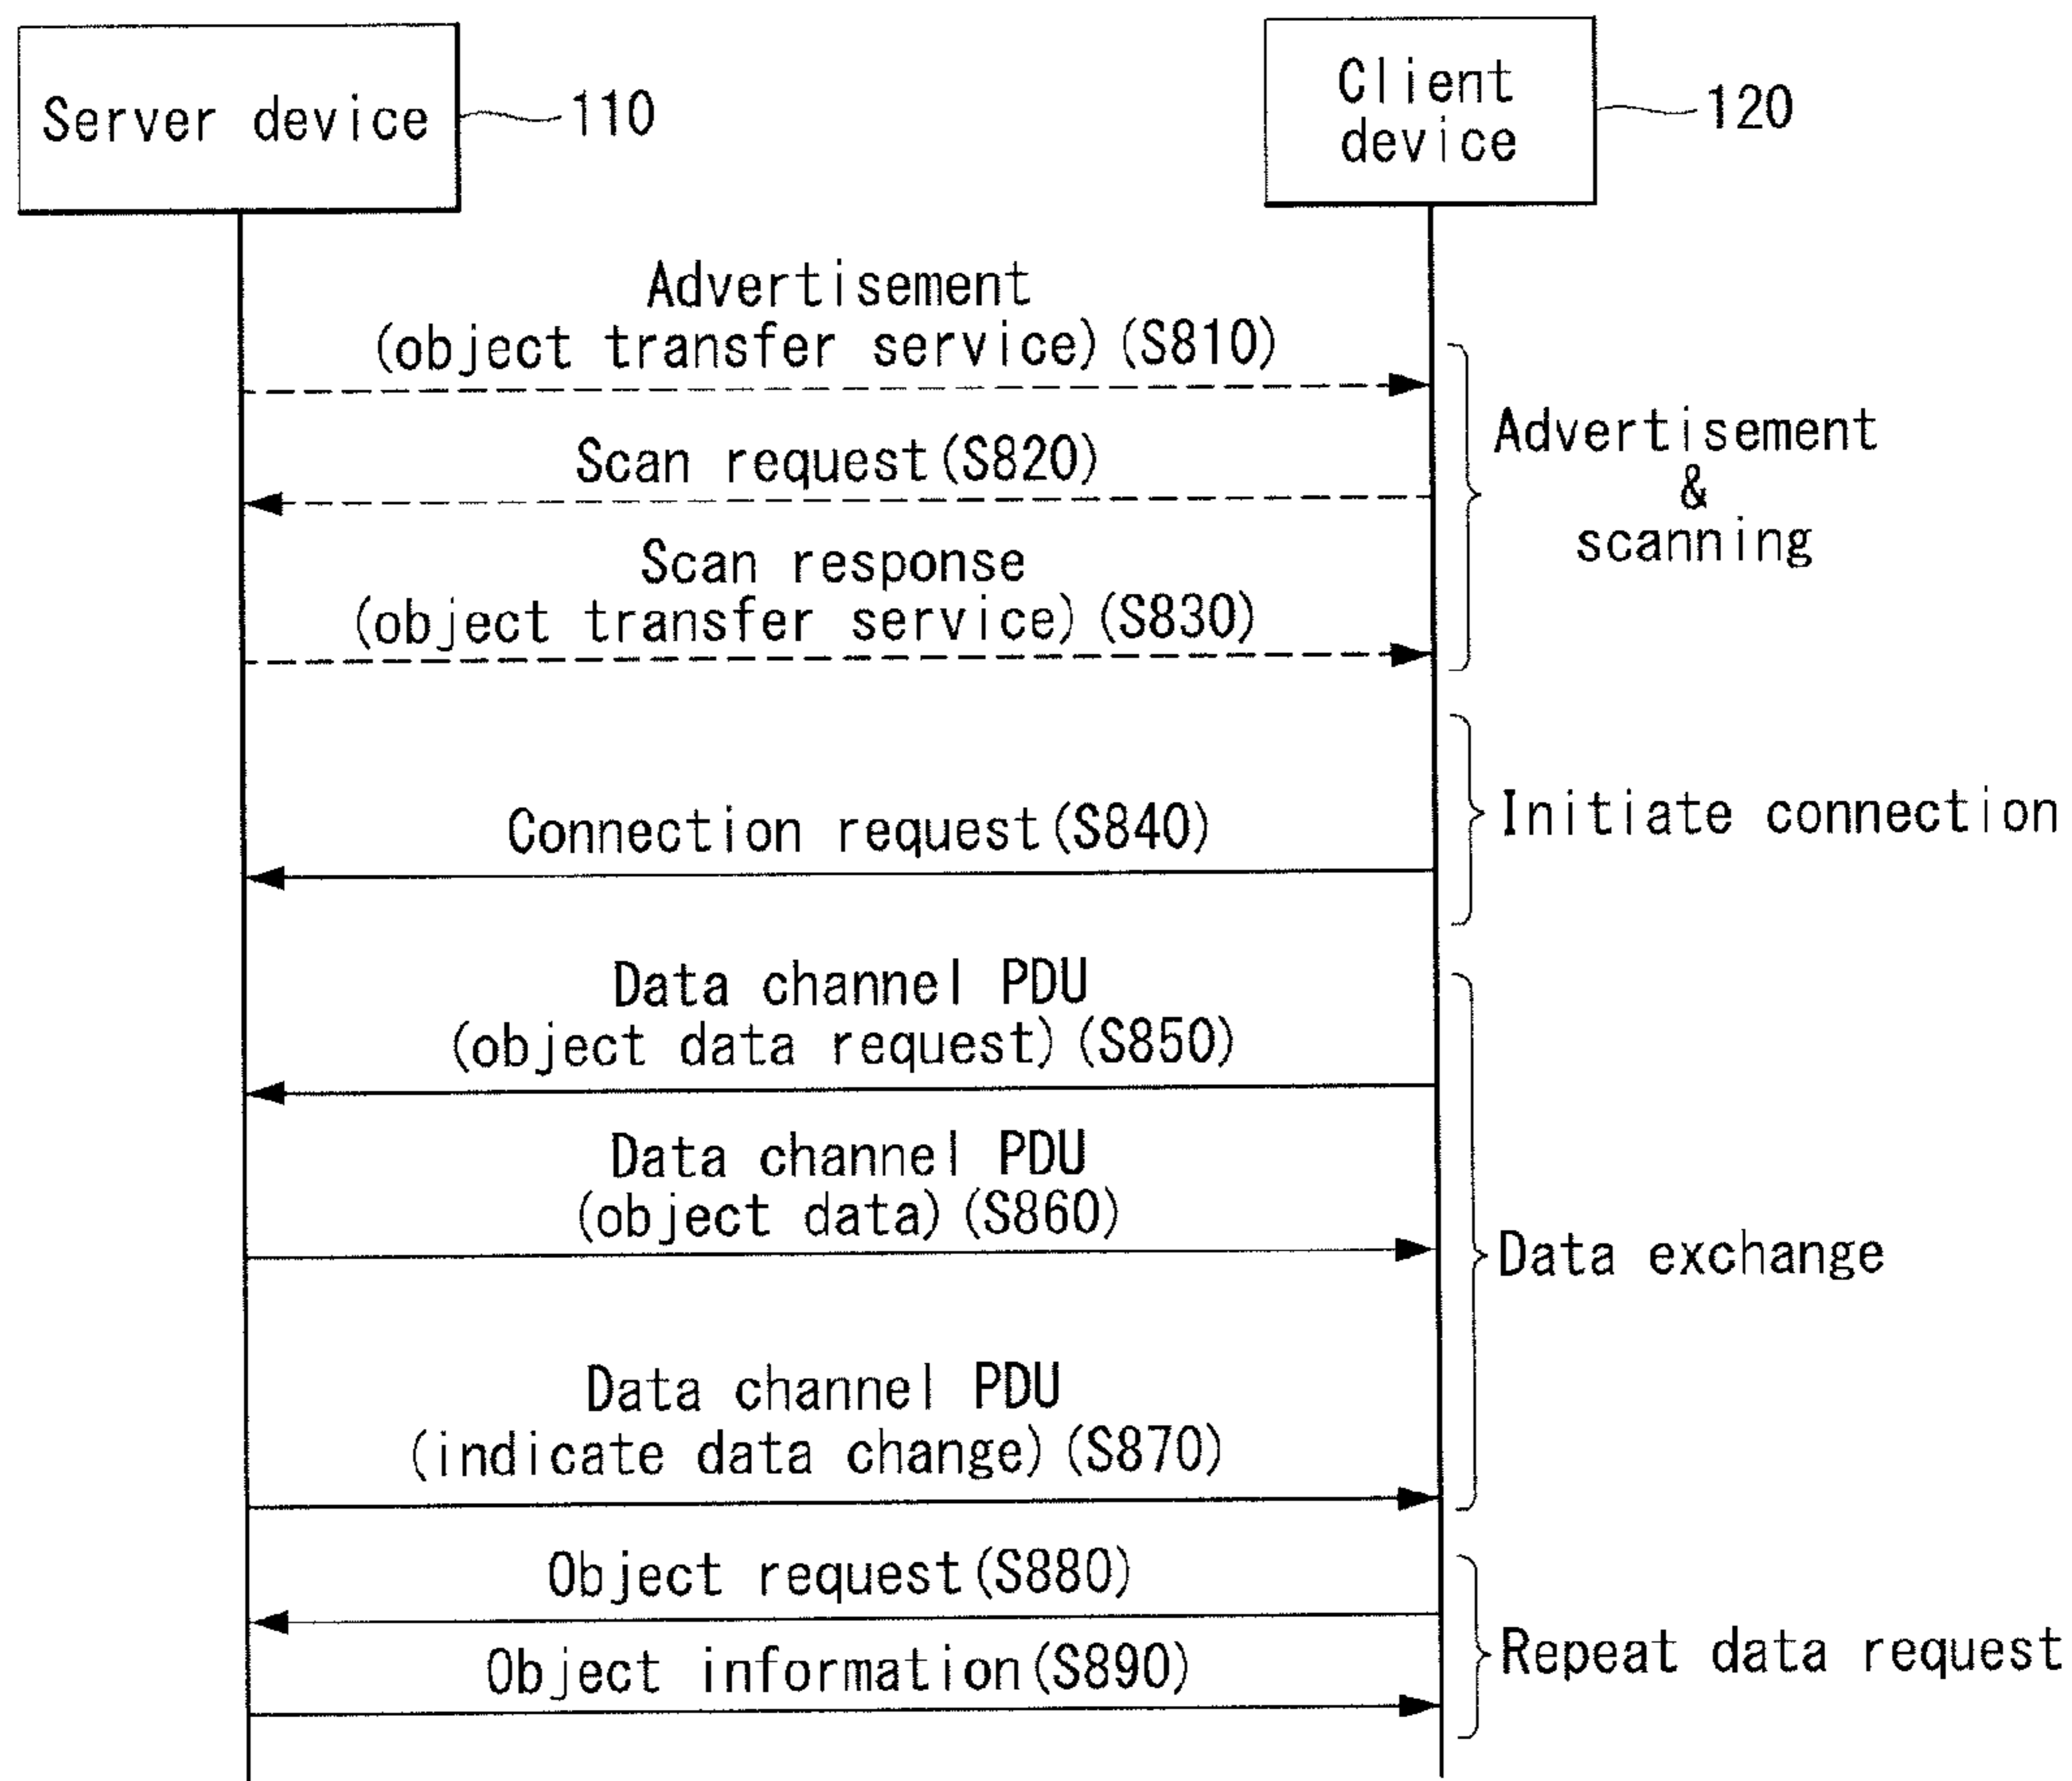 Server device
110
Client
device
120
Advertisement
(object transfer service)(S810)
Scan request(S820)
Scan response
(object transfer service)(S830)
Advertisement
&
scanning
Connection request(S840)
Initiate connection
Data channel PDU
(object data request)(S850)
Data channel PDU
(object data)(S860)
Data channel PDU
(indicate data change)(S870)
Data exchange
Object request(S880)
Object information(S890)
Repeat data request